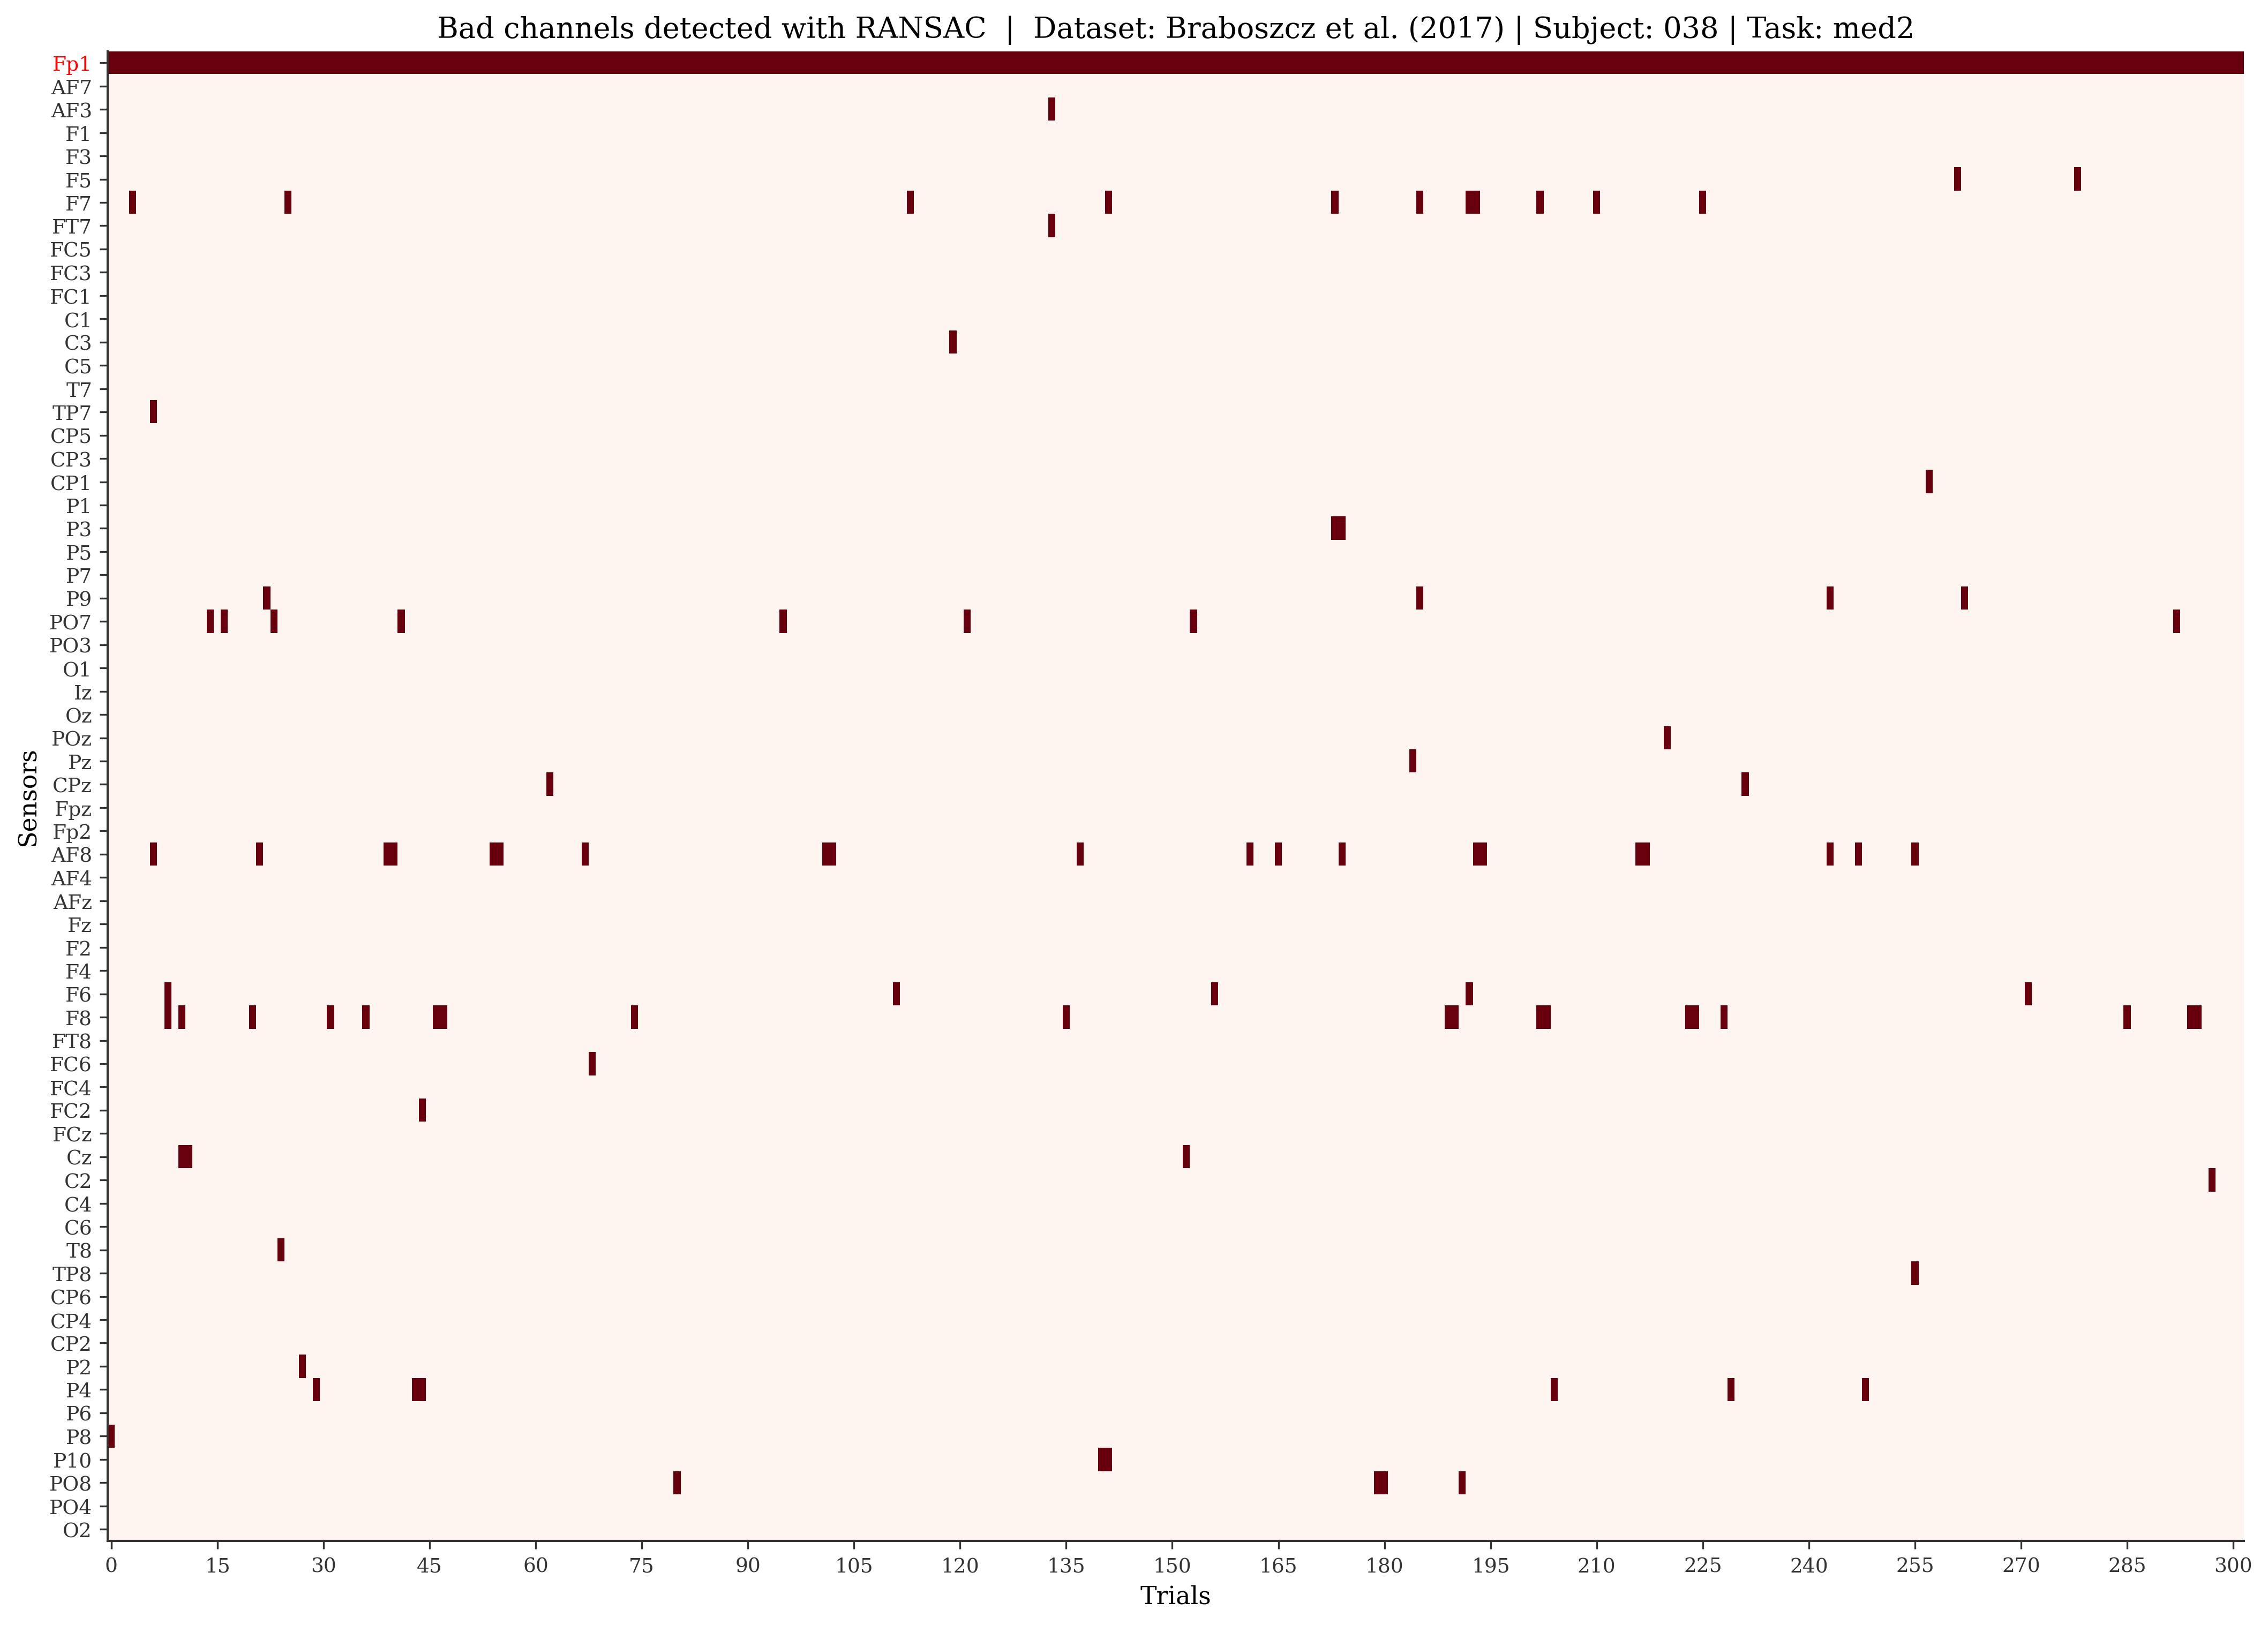 Bad channels detected with RANSAC | Dataset: Braboszcz et al. (2017) | Subject: 038 | Task: med2
Sensors
Fp1
AF7
AF3
F1
F3
F5
F7
FT7
FC5
FC3
FC1
C1
C3
C5
T7
TP7
CP5
CP3
CP1
P1
P3
P5
P7
P9
PO7
PO3
O1
Iz
Oz
POz
Pz
CPz
Fpz
Fp2
AF8
AF4
AFz
Fz
F2
F4
F6
F8
FT8
FC6
FC4
FC2
FCz
Cz
C2
C4
C6
T8
TP8
CP6
CP4
CP2
P2
P4
P6
P8
P10
PO8
PO4
O2
0 15 30 45 60 75 90 105 120 135 150 165 180 195 210 225 240 255 270 285 300
Trials